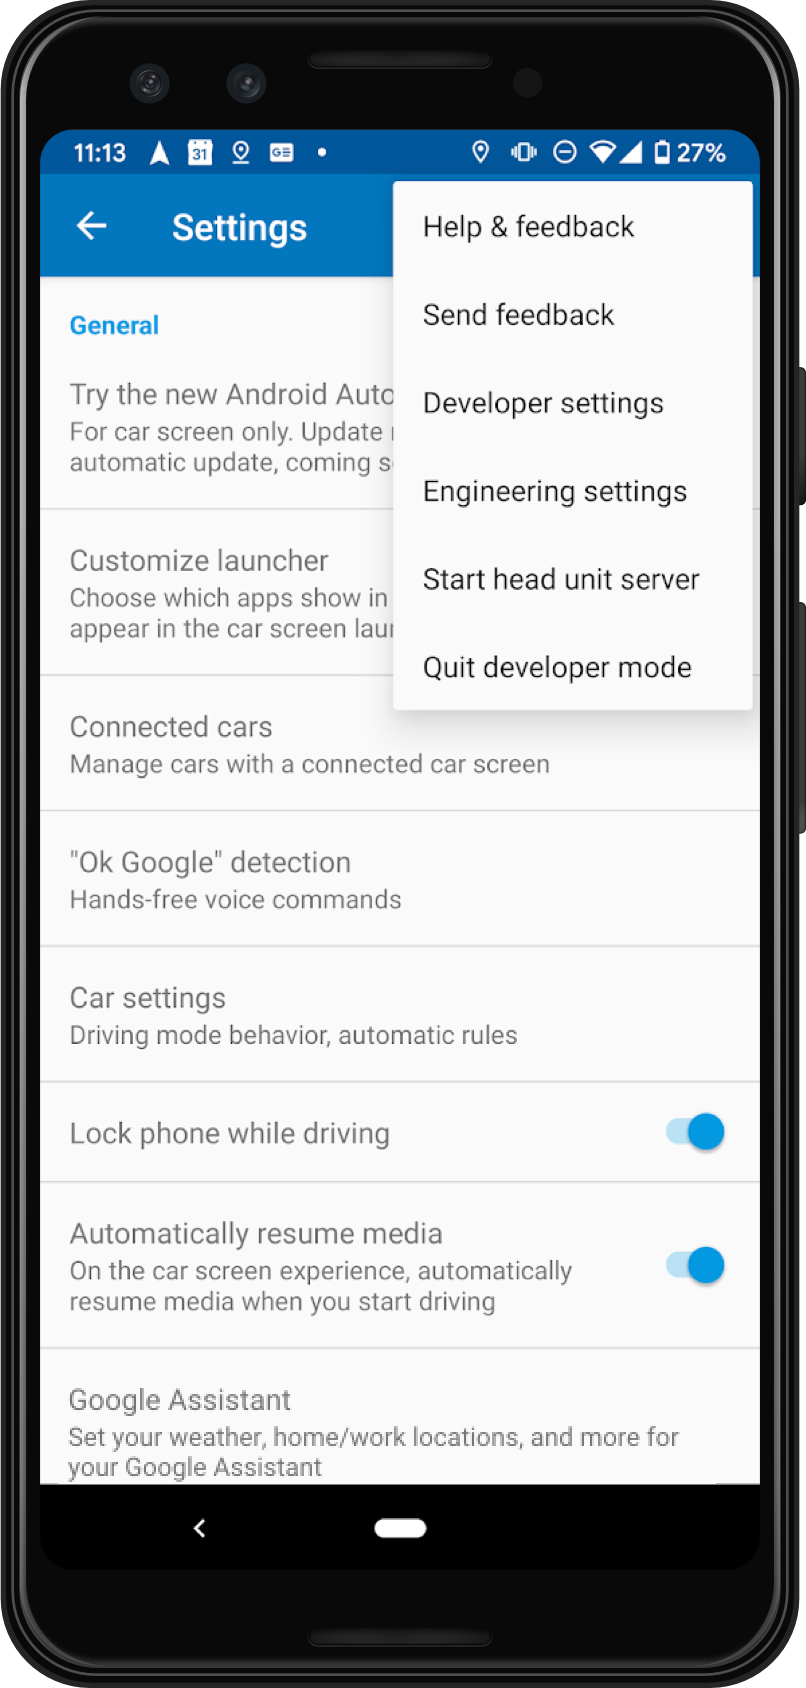 11:13
31
GE
27%
Settings
Help & feedback
Send feedback
Developer settings
Engineering settings
Start head unit server
Quit developer mode
General
Try the new Android Auto
For car screen only. Update
automatic update, coming
Customize launcher
Choose which apps show in
appear in the car screen
Connected cars
Manage cars with a connected car screen
"Ok Google" detection
Hands-free voice commands
Car settings
Driving mode behavior, automatic rules
Lock phone while driving
Automatically resume media
On the car screen experience, automatically
resume media when you start driving
Google Assistant
Set your weather, home/work locations, and more for
your Google Assistant